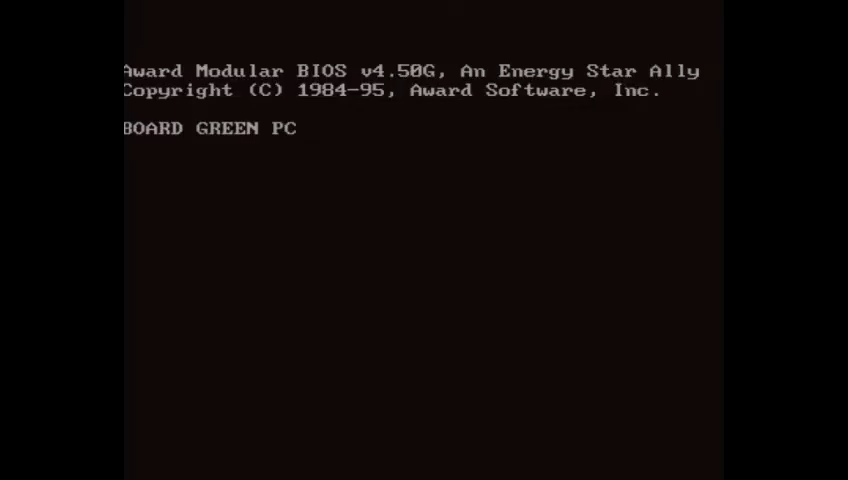 Award Modular BIOS v4.50G, An Energy Star Ally
Copyright (C) 1984-95, Award Software, Inc.
BOARD GREEN PC